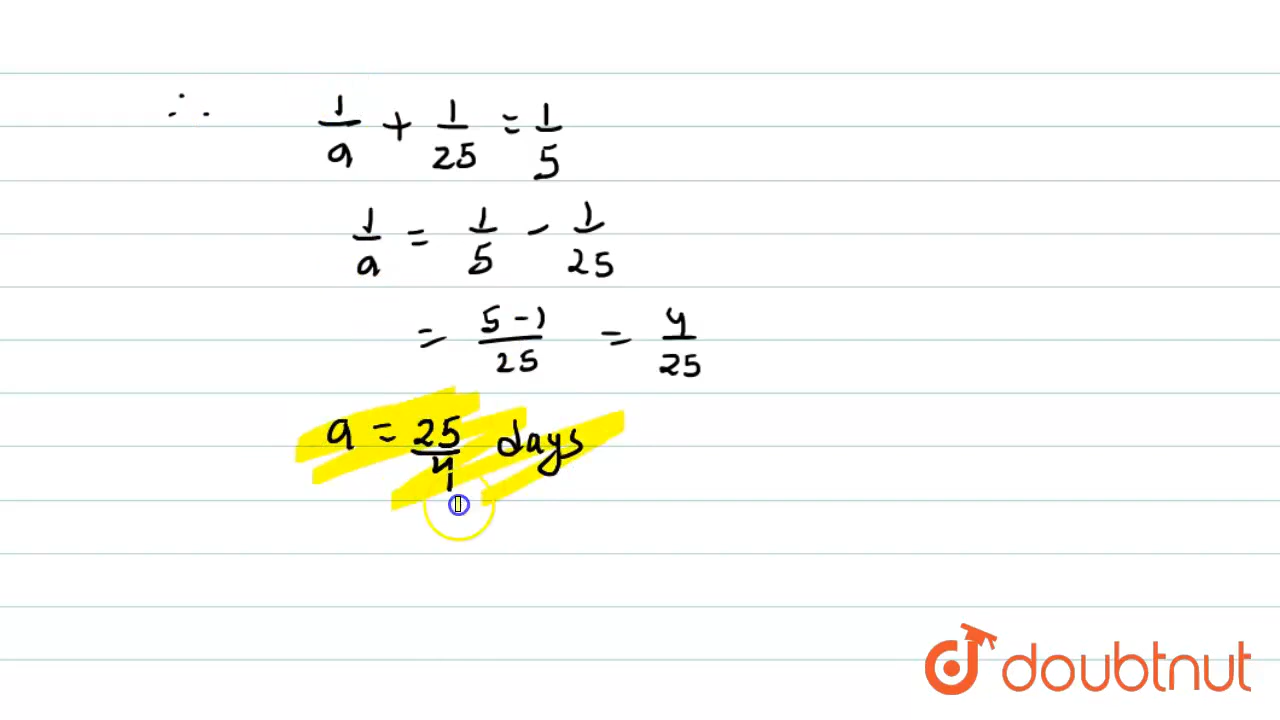 ∴ 1/a + 1/25 = 1/5
1/a = 1/5 - 1/25
= 5-1/25 = 4/25
a = 25/4 days
doubtnut